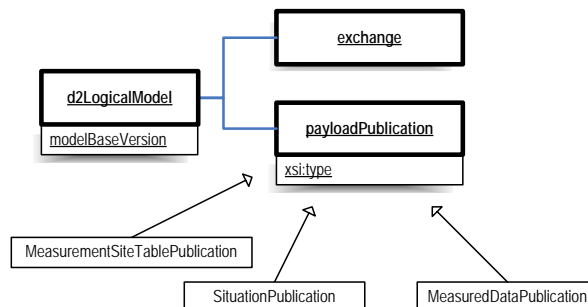 exchange
d2LogicalModel
modelBaseVersion
payloadPublication
xsi:type
MeasurementSiteTablePublication
SituationPublication
MeasuredDataPublication